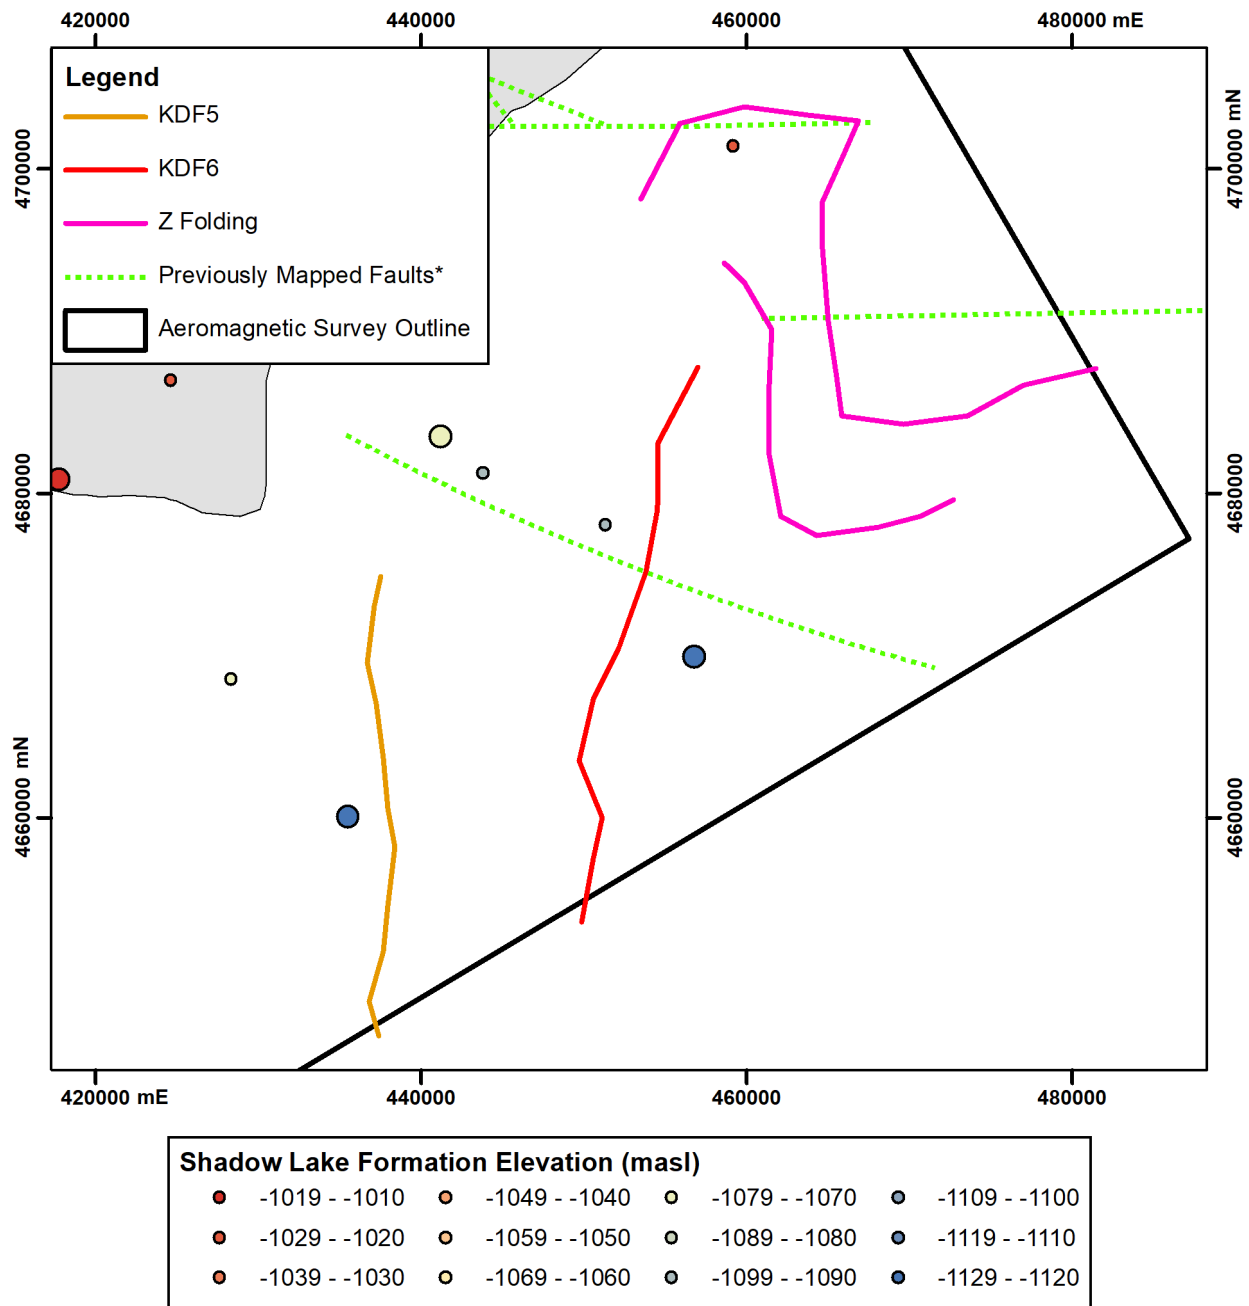 420000
440000
460000
480000 mE
Legend
KDF5
KDF6
Z Folding
Previously Mapped Faults*
Aeromagnetic Survey Outline
4700000
4680000
4660000 mN
4700000 mN
4680000
4660000
420000 mE
440000
460000
480000
Shadow Lake Formation Elevation (masl)
-1019 - -1010
-1049 - -1040
-1079 - -1070
-1109 - -1100
-1029 - -1020
-1059 - -1050
-1089 - -1080
-1119 - -1110
-1039 - -1030
-1069 - -1060
-1099 - -1090
-1129 - -1120